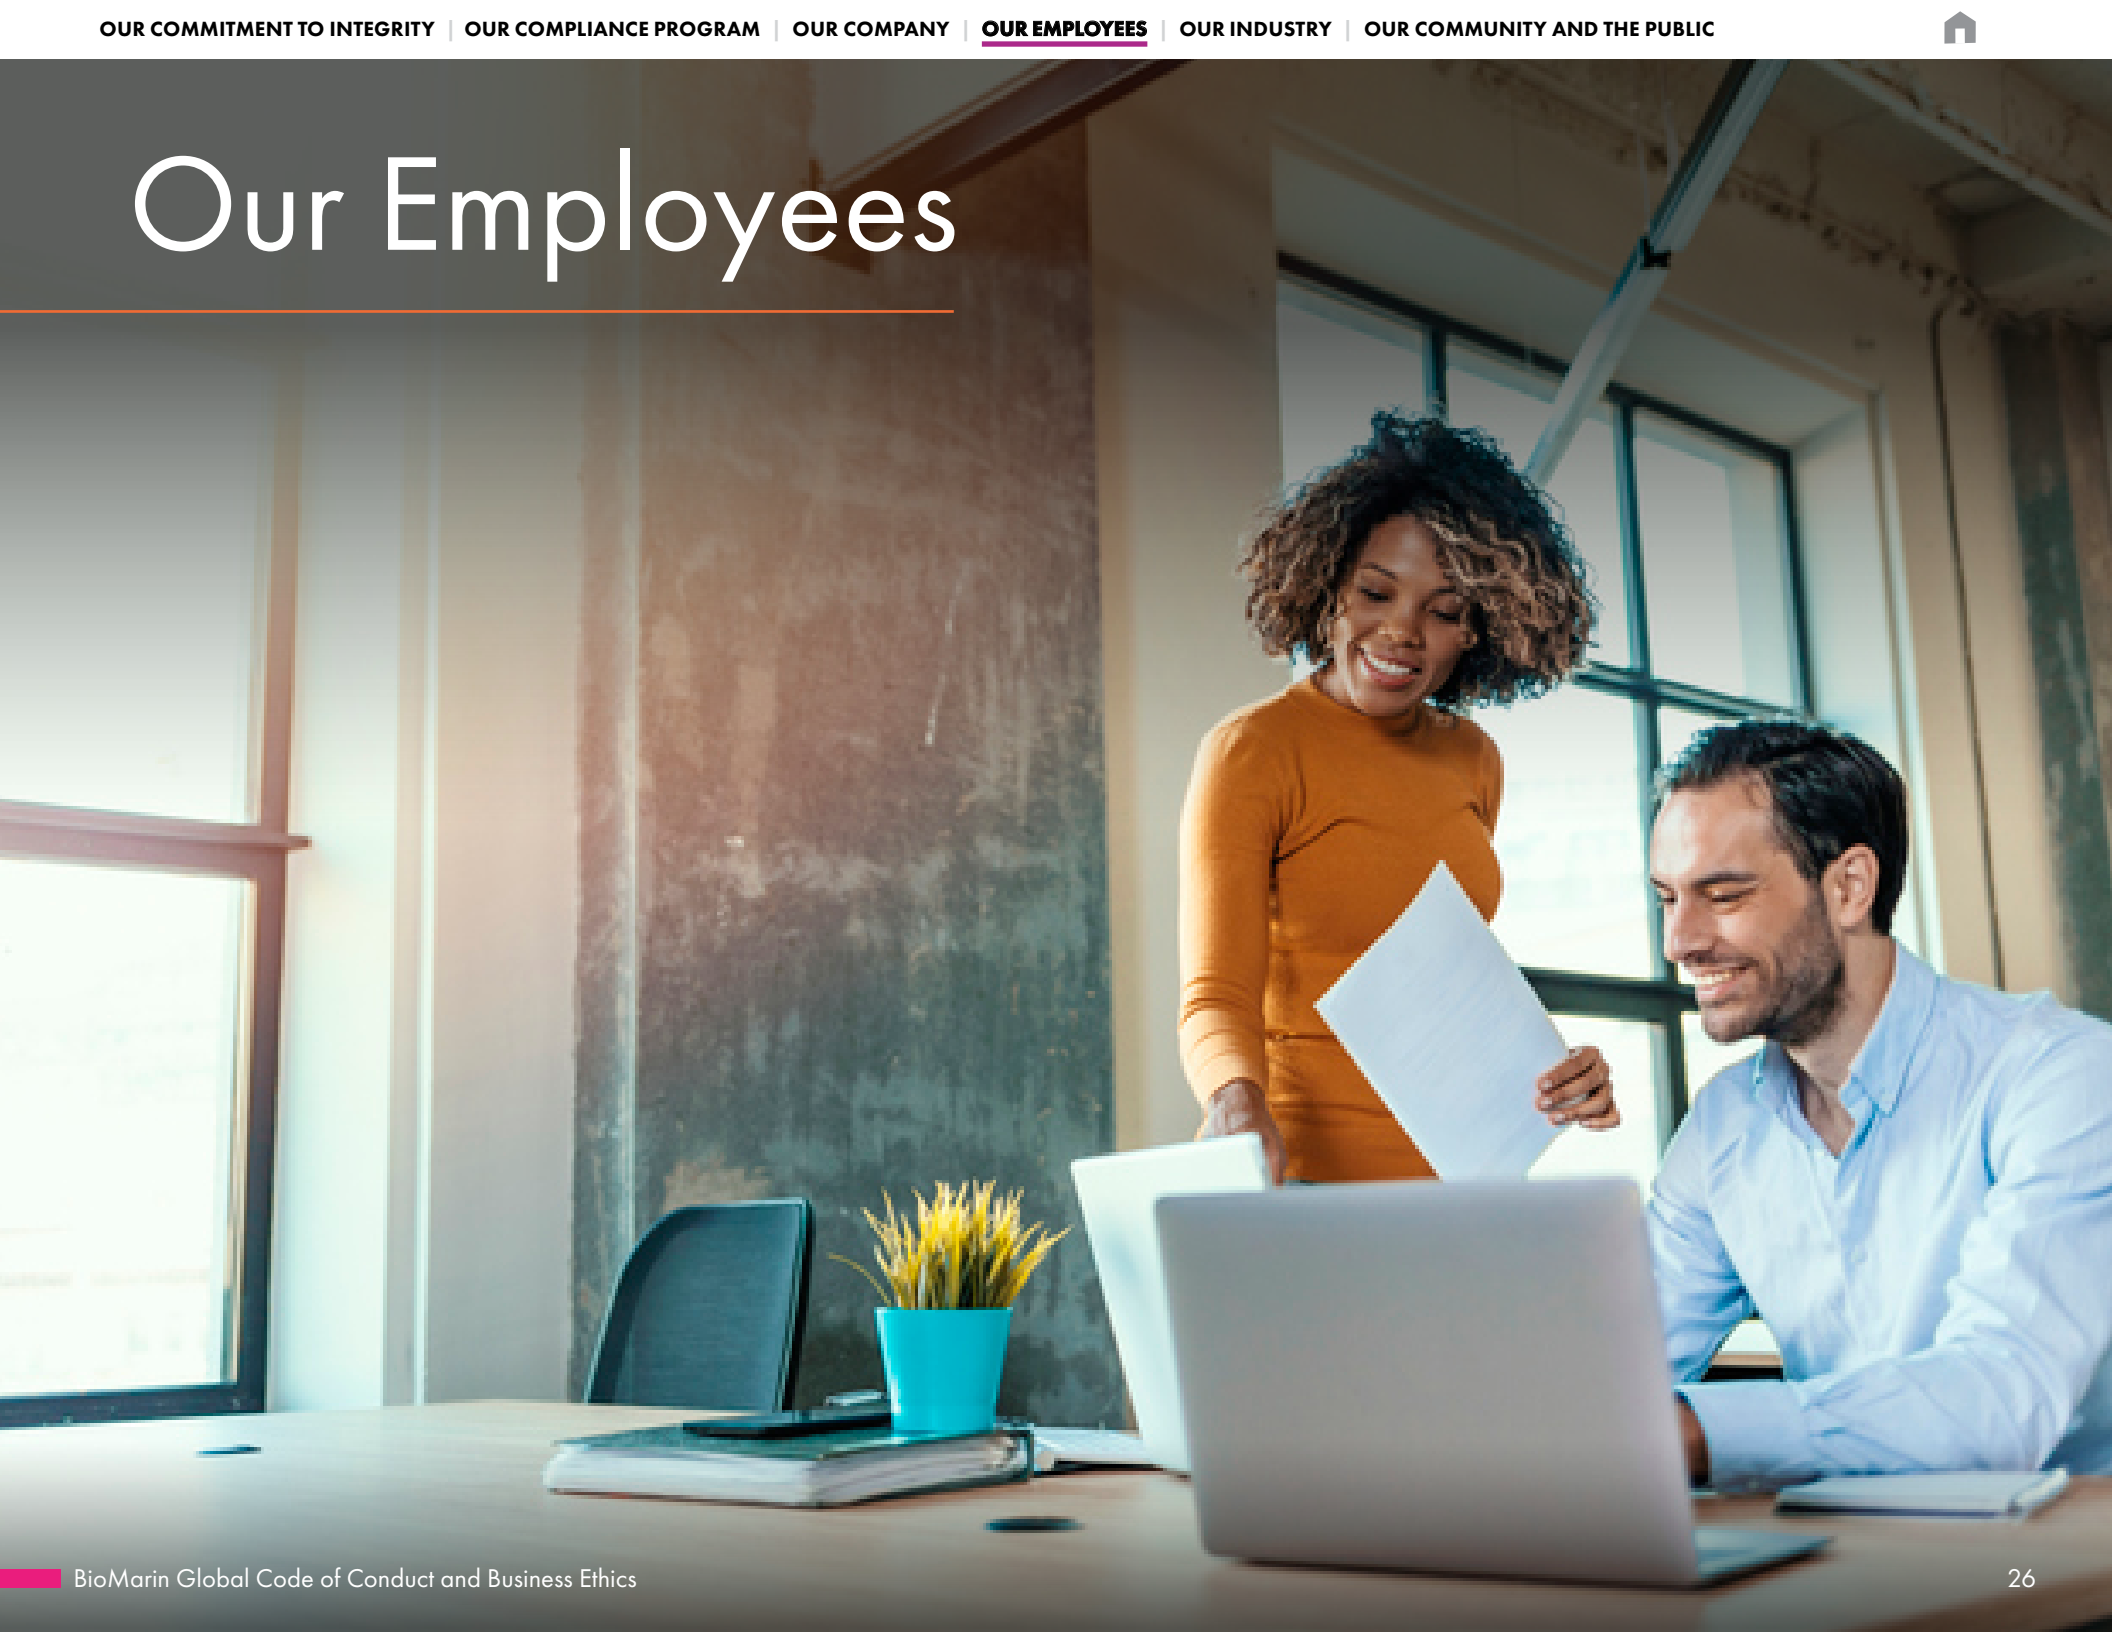 OUR COMMITMENT TO INTEGRITY | OUR COMPLIANCE PROGRAM | OUR COMPANY | OUR EMPLOYEES | OUR INDUSTRY | OUR COMMUNITY AND THE PUBLIC
Our Employees
BioMarin Global Code of Conduct and Business Ethics 26